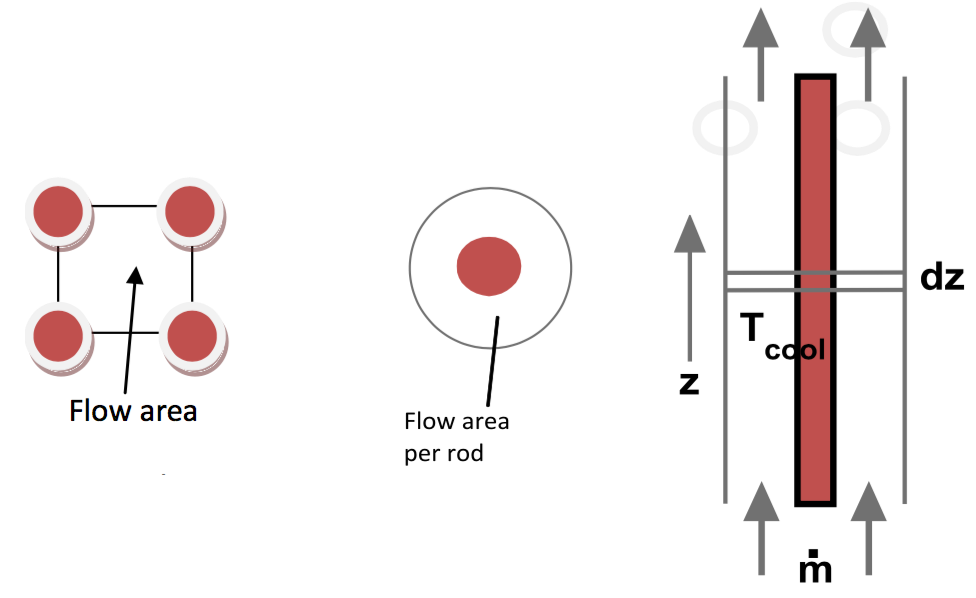 Flow area
Flow area
per rod
z
T
cool
dz
ṁ